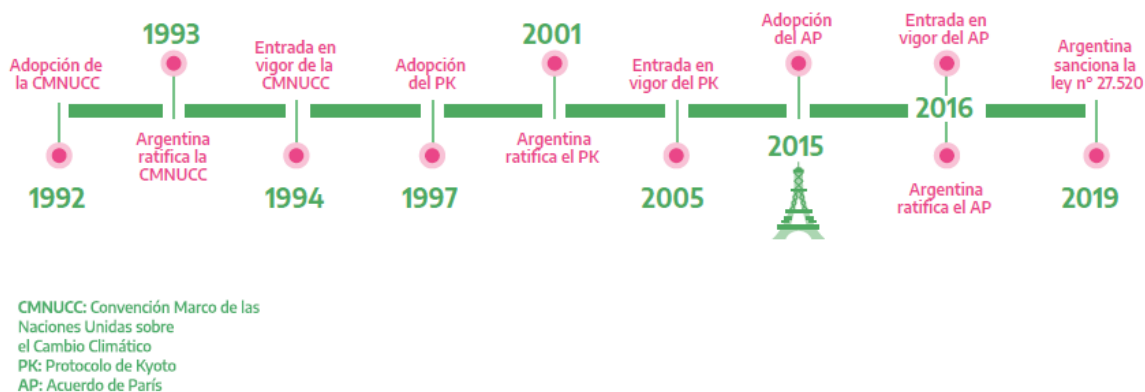 1993
2001
Adopción de
la CMNUCC
Entrada en
vigor de la
CMNUCC
Adopción
del PK
Entrada en
vigor del PK
Adopción
del AP
Entrada en
vigor del AP
Argentina
sanciona la
ley n° 27.520
2016
Argentina
ratifica la
CMNUCC
Argentina
ratifica el PK
2015
Argentina
ratifica el AP
1992
1994
1997
2005
2019
CMNUCC: Convención Marco de las
Naciones Unidas sobre
el Cambio Climático
PK: Protocolo de Kyoto
AP: Acuerdo de París